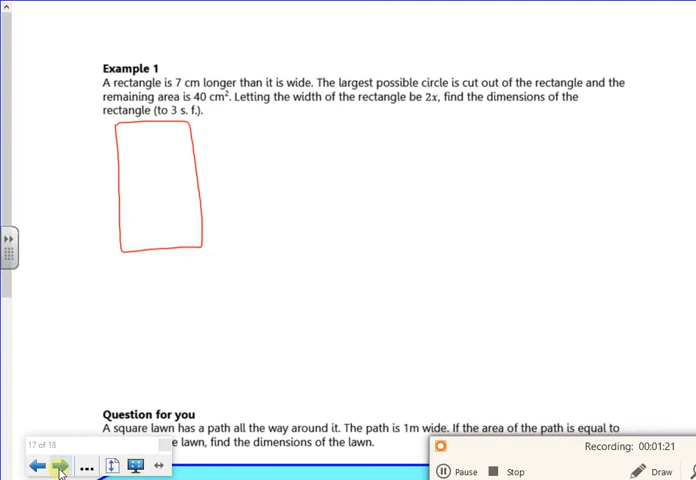 Example 1
A rectangle is 7 cm longer than it is wide. The largest possible circle is cut out of the rectangle and the
remaining area is 40 cm². Letting the width of the rectangle be 2x, find the dimensions of the
rectangle (to 3 s. f.).
Question for you
A square lawn has a path all the way around it. The path is 1m wide. If the area of the path is equal to
e lawn, find the dimensions of the lawn.
17 of 18
Recording: 00:01:21
Pause
Stop
Draw